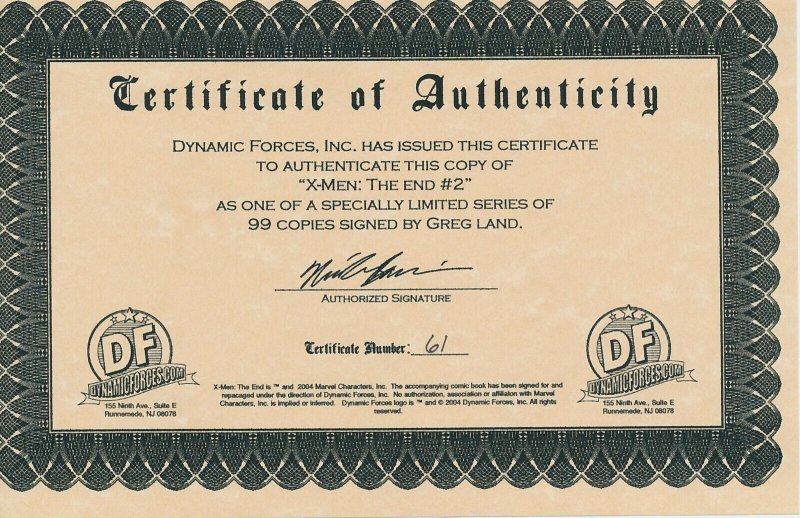 Certificate of Authenticity
DYNAMIC FORCES, INC. HAS ISSUED THIS CERTIFICATE
TO AUTHENTICATE THIS COPY OF
"X-MEN: THE END #2"
AS ONE OF A SPECIALLY LIMITED SERIES OF
99 COPIES SIGNED BY GREG LAND.
AUTHORIZED SIGNATURE
Certificate Number: 61
DF
DYNAMICFORCES.COM
155 Ninth Ave., Suite E
Runnemede, NJ 08078
X-Men: The End is ™ and 2004 Marvel Characters, Inc. The accompanying comic book has been signed for and
repacaged under the direction of Dynamic Forces, Inc. No authorization, association or affiliation with Marvel
Characters, Inc. is implied or inferred. Dynamic Forces logo is ™ and © 2004 Dynamic Forces, Inc. All rights
reserved.
DF
DYNAMICFORCES.COM
155 Ninth Ave., Suite E
Runnemede, NJ 08078